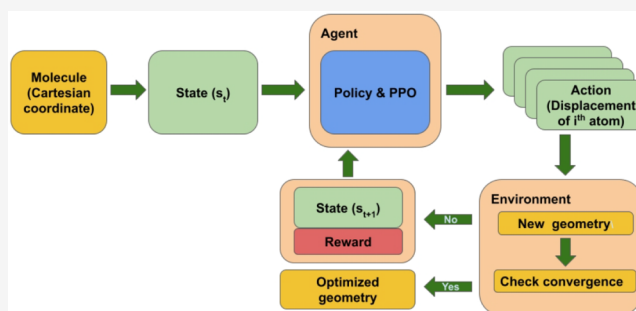 Molecule
(Cartesian
coordinate)
State (sₜ)
Agent
Policy & PPO
Action
(Displacement
of iᵗʰ atom)
Environment
New geometry
Check convergence
No
Yes
State (sₜ₊₁)
Reward
Optimized
geometry